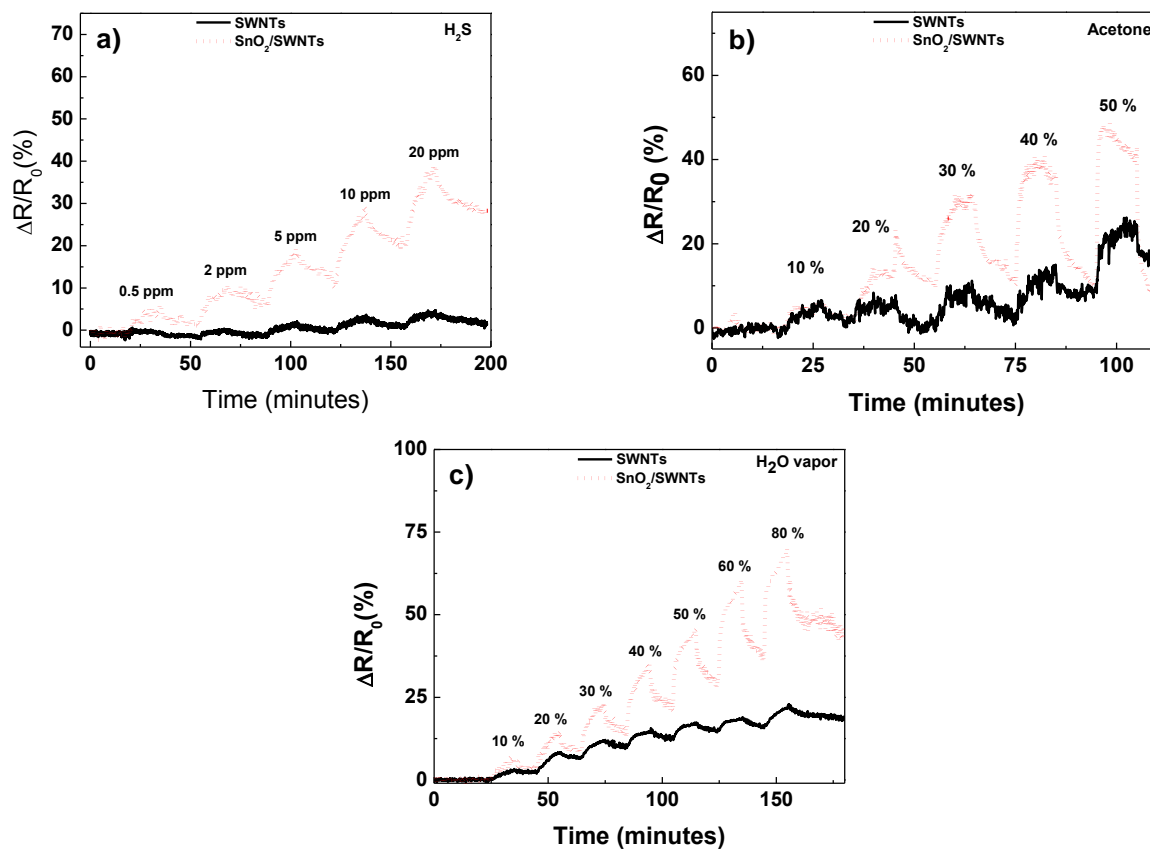 a)
SWNTs
SnO₂/SWNTs
H₂S
70
60
50
40
30
20
10
0
ΔR/R₀(%)
0.5 ppm
2 ppm
5 ppm
10 ppm
20 ppm
0
50
100
150
200
Time (minutes)
b)
SWNTs
SnO₂/SWNTs
Acetone
60
40
20
0
ΔR/R0 (%)
10 %
20 %
30 %
40 %
50 %
0
25
50
75
100
Time (minutes)
c)
SWNTs
SnO₂/SWNTs
H₂O vapor
100
75
50
25
0
ΔR/R₀(%)
10 %
20 %
30 %
40 %
50 %
60 %
80 %
0
50
100
150
Time (minutes)